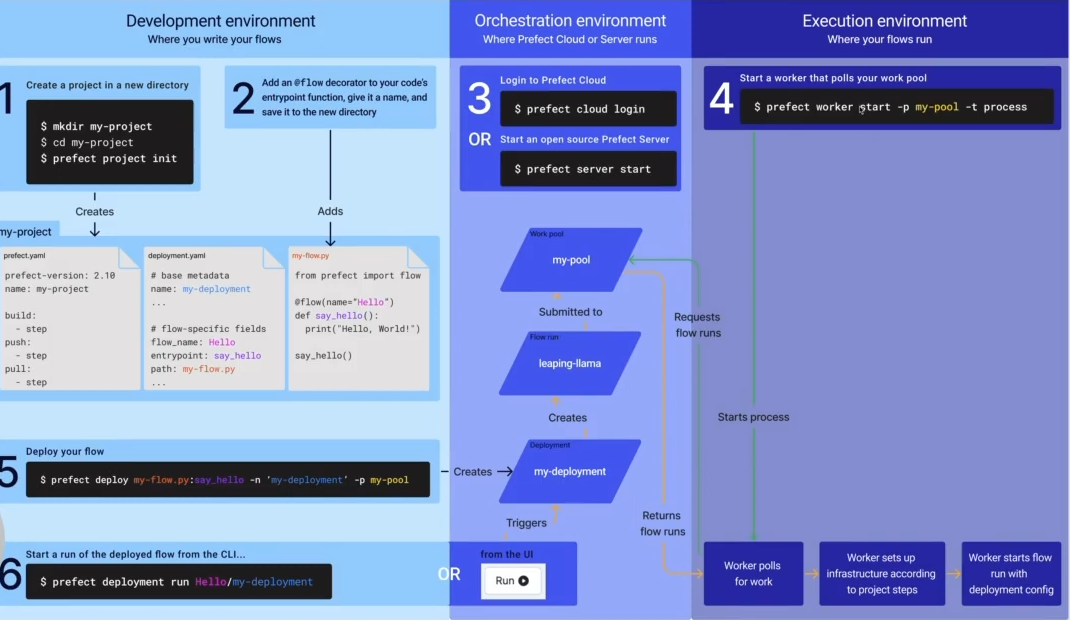 Development environment
Where you write your flows
Orchestration environment
Where Prefect Cloud or Server runs
Execution environment
Where your flows run
1
Create a project in a new directory
$ mkdir my-project
$ cd my-project
$ prefect project init
2
Add an @flow decorator to your code's
entrypoint function, give it a name, and
save it to the new directory
3
Login to Prefect Cloud
$ prefect cloud login
OR
Start an open source Prefect Server
$ prefect server start
4
Start a worker that polls your work pool
$ prefect worker start -p my-pool -t process
Creates
Adds
my-project
prefect.yaml
prefect-version: 2.10
name: my-project
build:
- step
push:
- step
pull:
- step
deployment.yaml
# base metadata
name: my-deployment
...
# flow-specific fields
flow_name: Hello
entrypoint: say_hello
path: my-flow.py
...
my-flow.py
from prefect import flow
@flow(name="Hello")
def say_hello():
print("Hello, World!")
say_hello()
Work pool
my-pool
Submitted to
Flow run
leaping-llama
Creates
Deployment
my-deployment
Triggers
Requests
flow runs
Starts process
Returns
flow runs
5
Deploy your flow
$ prefect deploy my-flow.py:say_hello -n ‘my-deployment’ -p my-pool
Creates
6
Start a run of the deployed flow from the CLI...
$ prefect deployment run Hello/my-deployment
OR
from the UI
Run
Worker polls
for work
Worker sets up
infrastructure according
to project steps
Worker starts flow
run with
deployment config